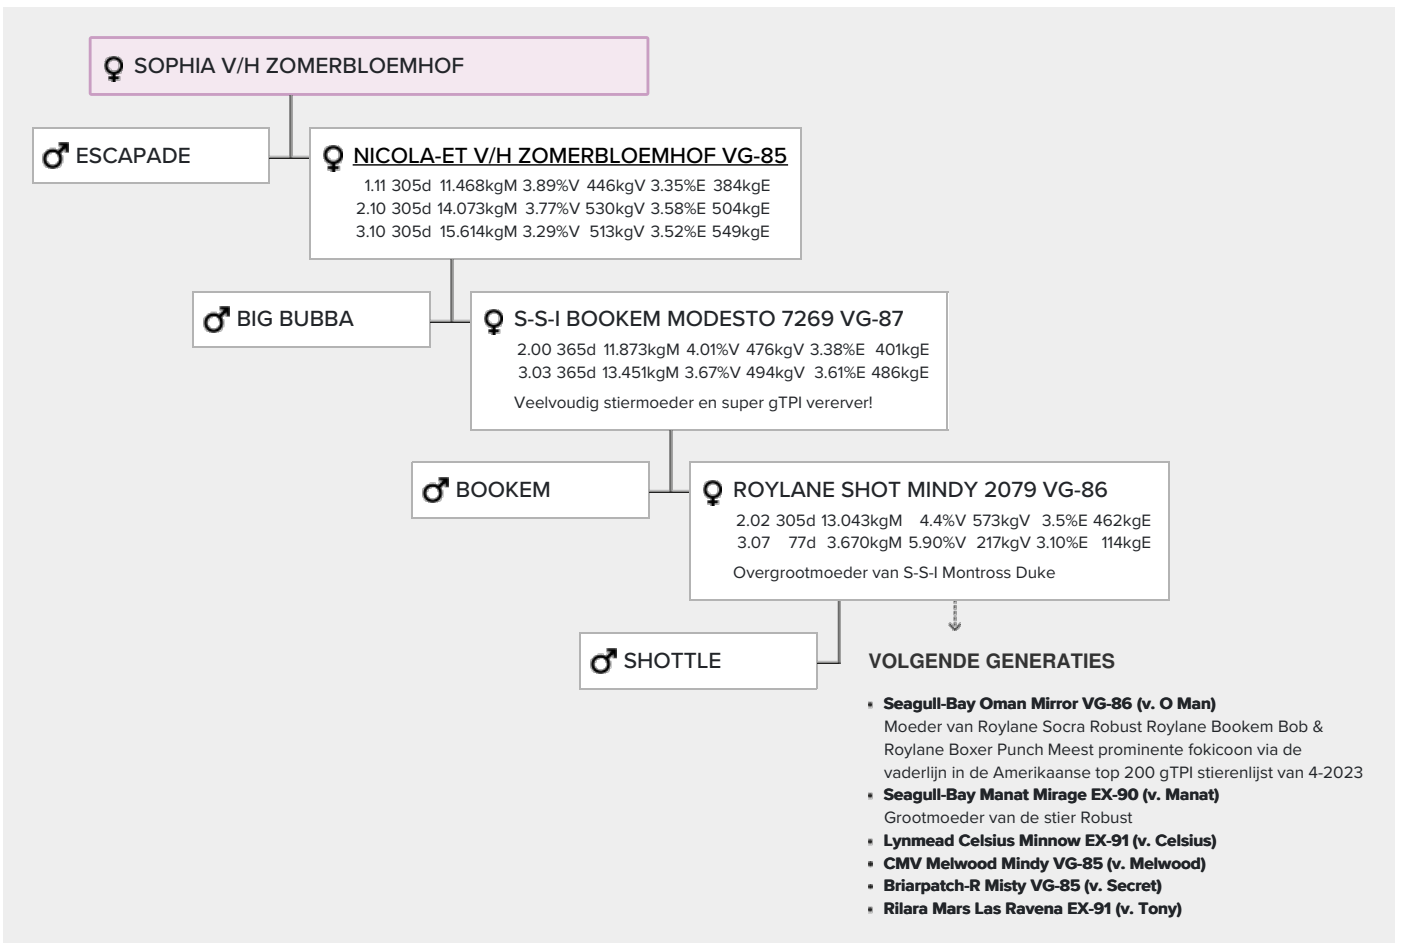 SOPHIA V/H ZOMERBLOEMHOF
ESCAPADE
NICOLA-ET V/H ZOMERBLOEMHOF VG-85
1.11 305d 11.468kgM 3.89%V 446kgV 3.35%E 384kgE
2.10 305d 14.073kgM 3.77%V 530kgV 3.58%E 504kgE
3.10 305d 15.614kgM 3.29%V 513kgV 3.52%E 549kgE
BIG BUBBA
S-S-I BOOKEM MODESTO 7269 VG-87
2.00 365d 11.873kgM 4.01%V 476kgV 3.38%E 401kgE
3.03 365d 13.451kgM 3.67%V 494kgV 3.61%E 486kgE
Veelvoudig stiermoeder en super gTPI vererver!
BOOKEM
ROYLANE SHOT MINDY 2079 VG-86
2.02 305d 13.043kgM 4.4%V 573kgV 3.5%E 462kgE
3.07 77d 3.670kgM 5.90%V 217kgV 3.10%E 114kgE
Overgrootmoeder van S-S-I Montross Duke
SHOTTLE
VOLGENDE GENERATIES
Seagull-Bay Oman Mirror VG-86 (v. O Man)
Moeder van Roylane Socra Robust Roylane Bookem Bob &
Roylane Boxer Punch Meest prominente fokicoon via de
vaderlijn in de Amerikaanse top 200 gTPI stierenlijst van 4-2023
Seagull-Bay Manat Mirage EX-90 (v. Manat)
Grootmoeder van de stier Robust
Lynmead Celsius Minnow EX-91 (v. Celsius)
CMV Melwood Mindy VG-85 (v. Melwood)
Briarpatch-R Misty VG-85 (v. Secret)
Rilara Mars Las Ravena EX-91 (v. Tony)